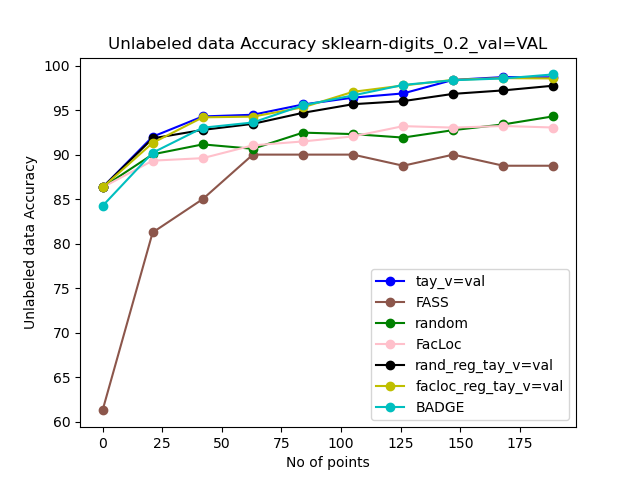 Unlabeled data Accuracy sklearn-digits_0.2_val=VAL
100
95
90
85
80
75
70
65
60
Unlabeled data Accuracy
tay_v=val
FASS
random
FacLoc
rand_reg_tay_v=val
facloc_reg_tay_v=val
BADGE
0 25 50 75 100 125 150 175
No of points